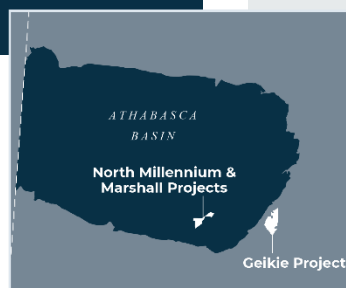 ATHABASCA
BASIN
North Millennium &
Marshall Projects
Geikie Project